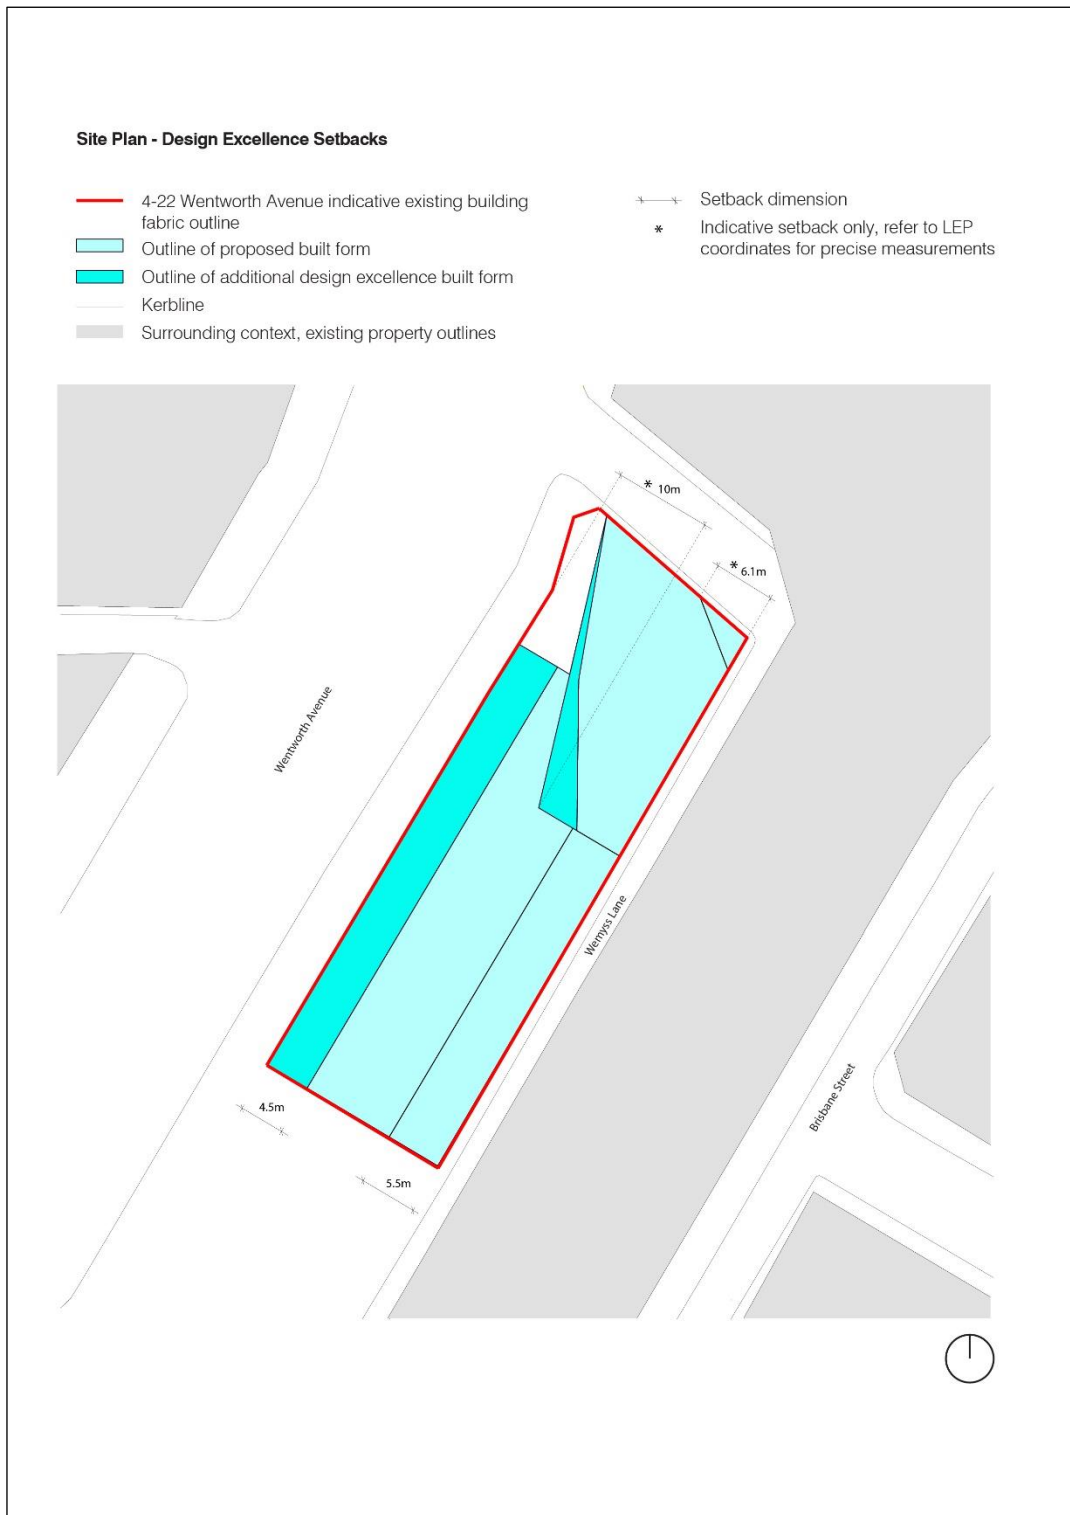 Site Plan - Design Excellence Setbacks
4-22 Wentworth Avenue indicative existing building
fabric outline
Outline of proposed built form
Outline of additional design excellence built form
Kerbline
Surrounding context, existing property outlines
Setback dimension
* Indicative setback only, refer to LEP
coordinates for precise measurements
* 10m
* 6.1m
Wentworth Avenue
Wemyss Lane
Brisbane Street
4.5m
5.5m